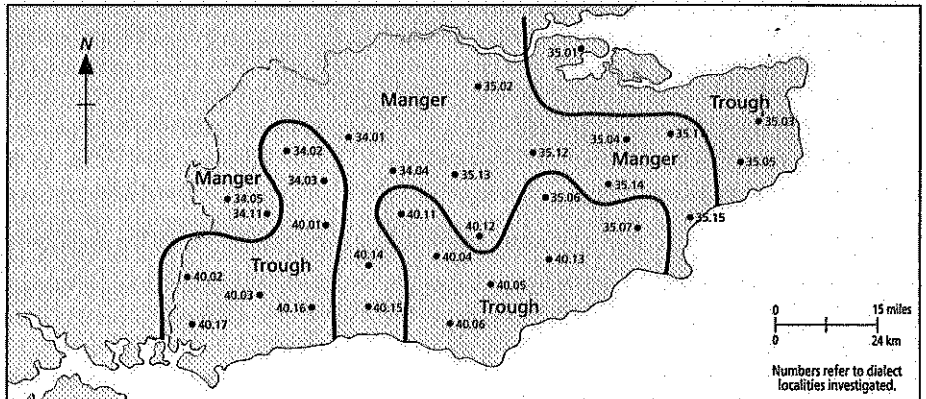 N
35.01
35.02
Manger
Trough
35.03
34.01
35.04
35.1
34.02
35.12
Manger
35.05
34.04
35.13
Manger
34.03
35.14
34.05
35.06
34.11
40.11
35.15
40.01
40.12
35.07
40.14
40.04
40.13
Trough
40.02
40.05
40.03
Trough
40.16
40.15
40.17
40.06
0 15 miles
0 24 km
Numbers refer to dialect
localities investigated.